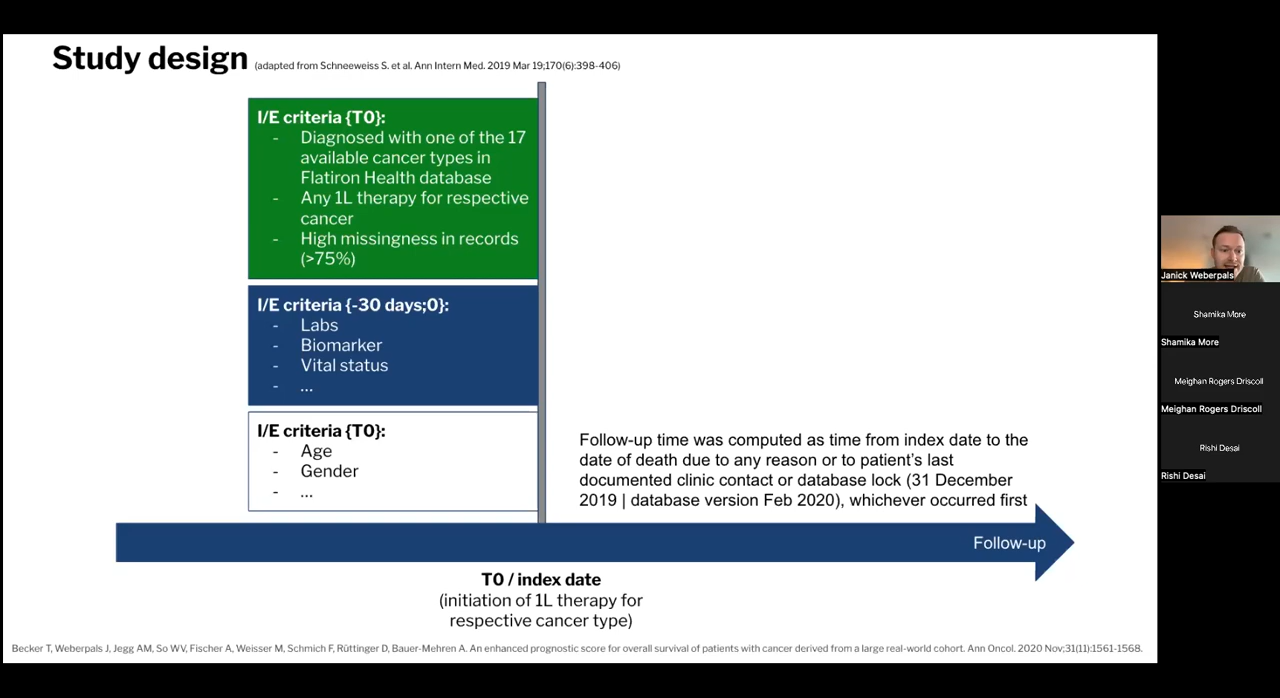 Study design (adapted from Schneeweiss S. et al. Ann Intern Med. 2019 Mar 19;170(6):398-406)
I/E criteria {T0}:
- Diagnosed with one of the 17
available cancer types in
Flatiron Health database
- Any 1L therapy for respective
cancer
- High missingness in records
(>75%)
I/E criteria {-30 days;0}:
- Labs
- Biomarker
- Vital status
- ...
I/E criteria {T0}:
- Age
- Gender
- ...
Follow-up time was computed as time from index date to the
date of death due to any reason or to patient's last
documented clinic contact or database lock (31 December
2019 | database version Feb 2020), whichever occurred first
Follow-up
T0 / index date
(initiation of 1L therapy for
respective cancer type)
Becker T, Weberpals J, Jegg AM, So WV, Fischer A, Weisser M, Schmich F, Rüttinger D, Bauer-Mehren A. An enhanced prognostic score for overall survival of patients with cancer derived from a large real-world cohort. Ann Oncol. 2020 Nov;31(11):1561-1568.
Janick Weberpals
Shamika More
Shamika More
Meighan Rogers Driscoll
Meighan Rogers Driscoll
Rishi Desai
Rishi Desai